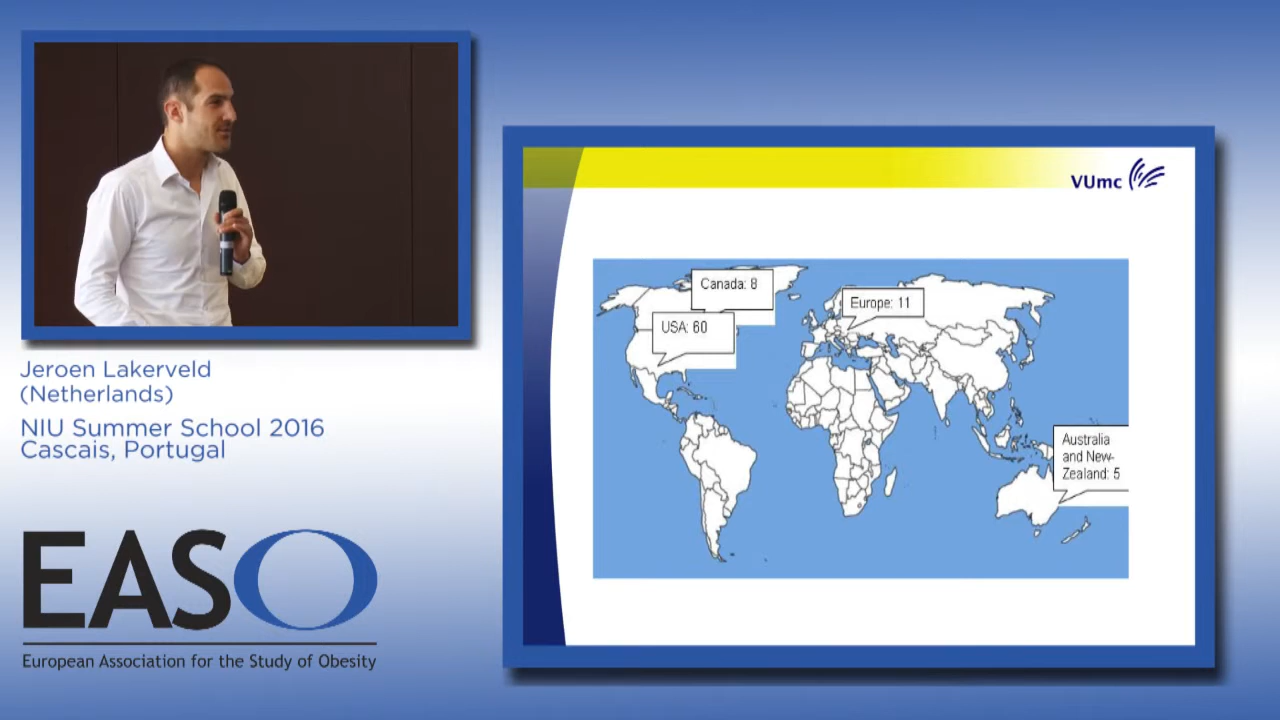 VUmc
Canada: 8
Europe: 11
USA: 60
Australia
and New-
Zealand: 5
Jeroen Lakerveld
(Netherlands)
NIU Summer School 2016
Cascais, Portugal
EASO
European Association for the Study of Obesity